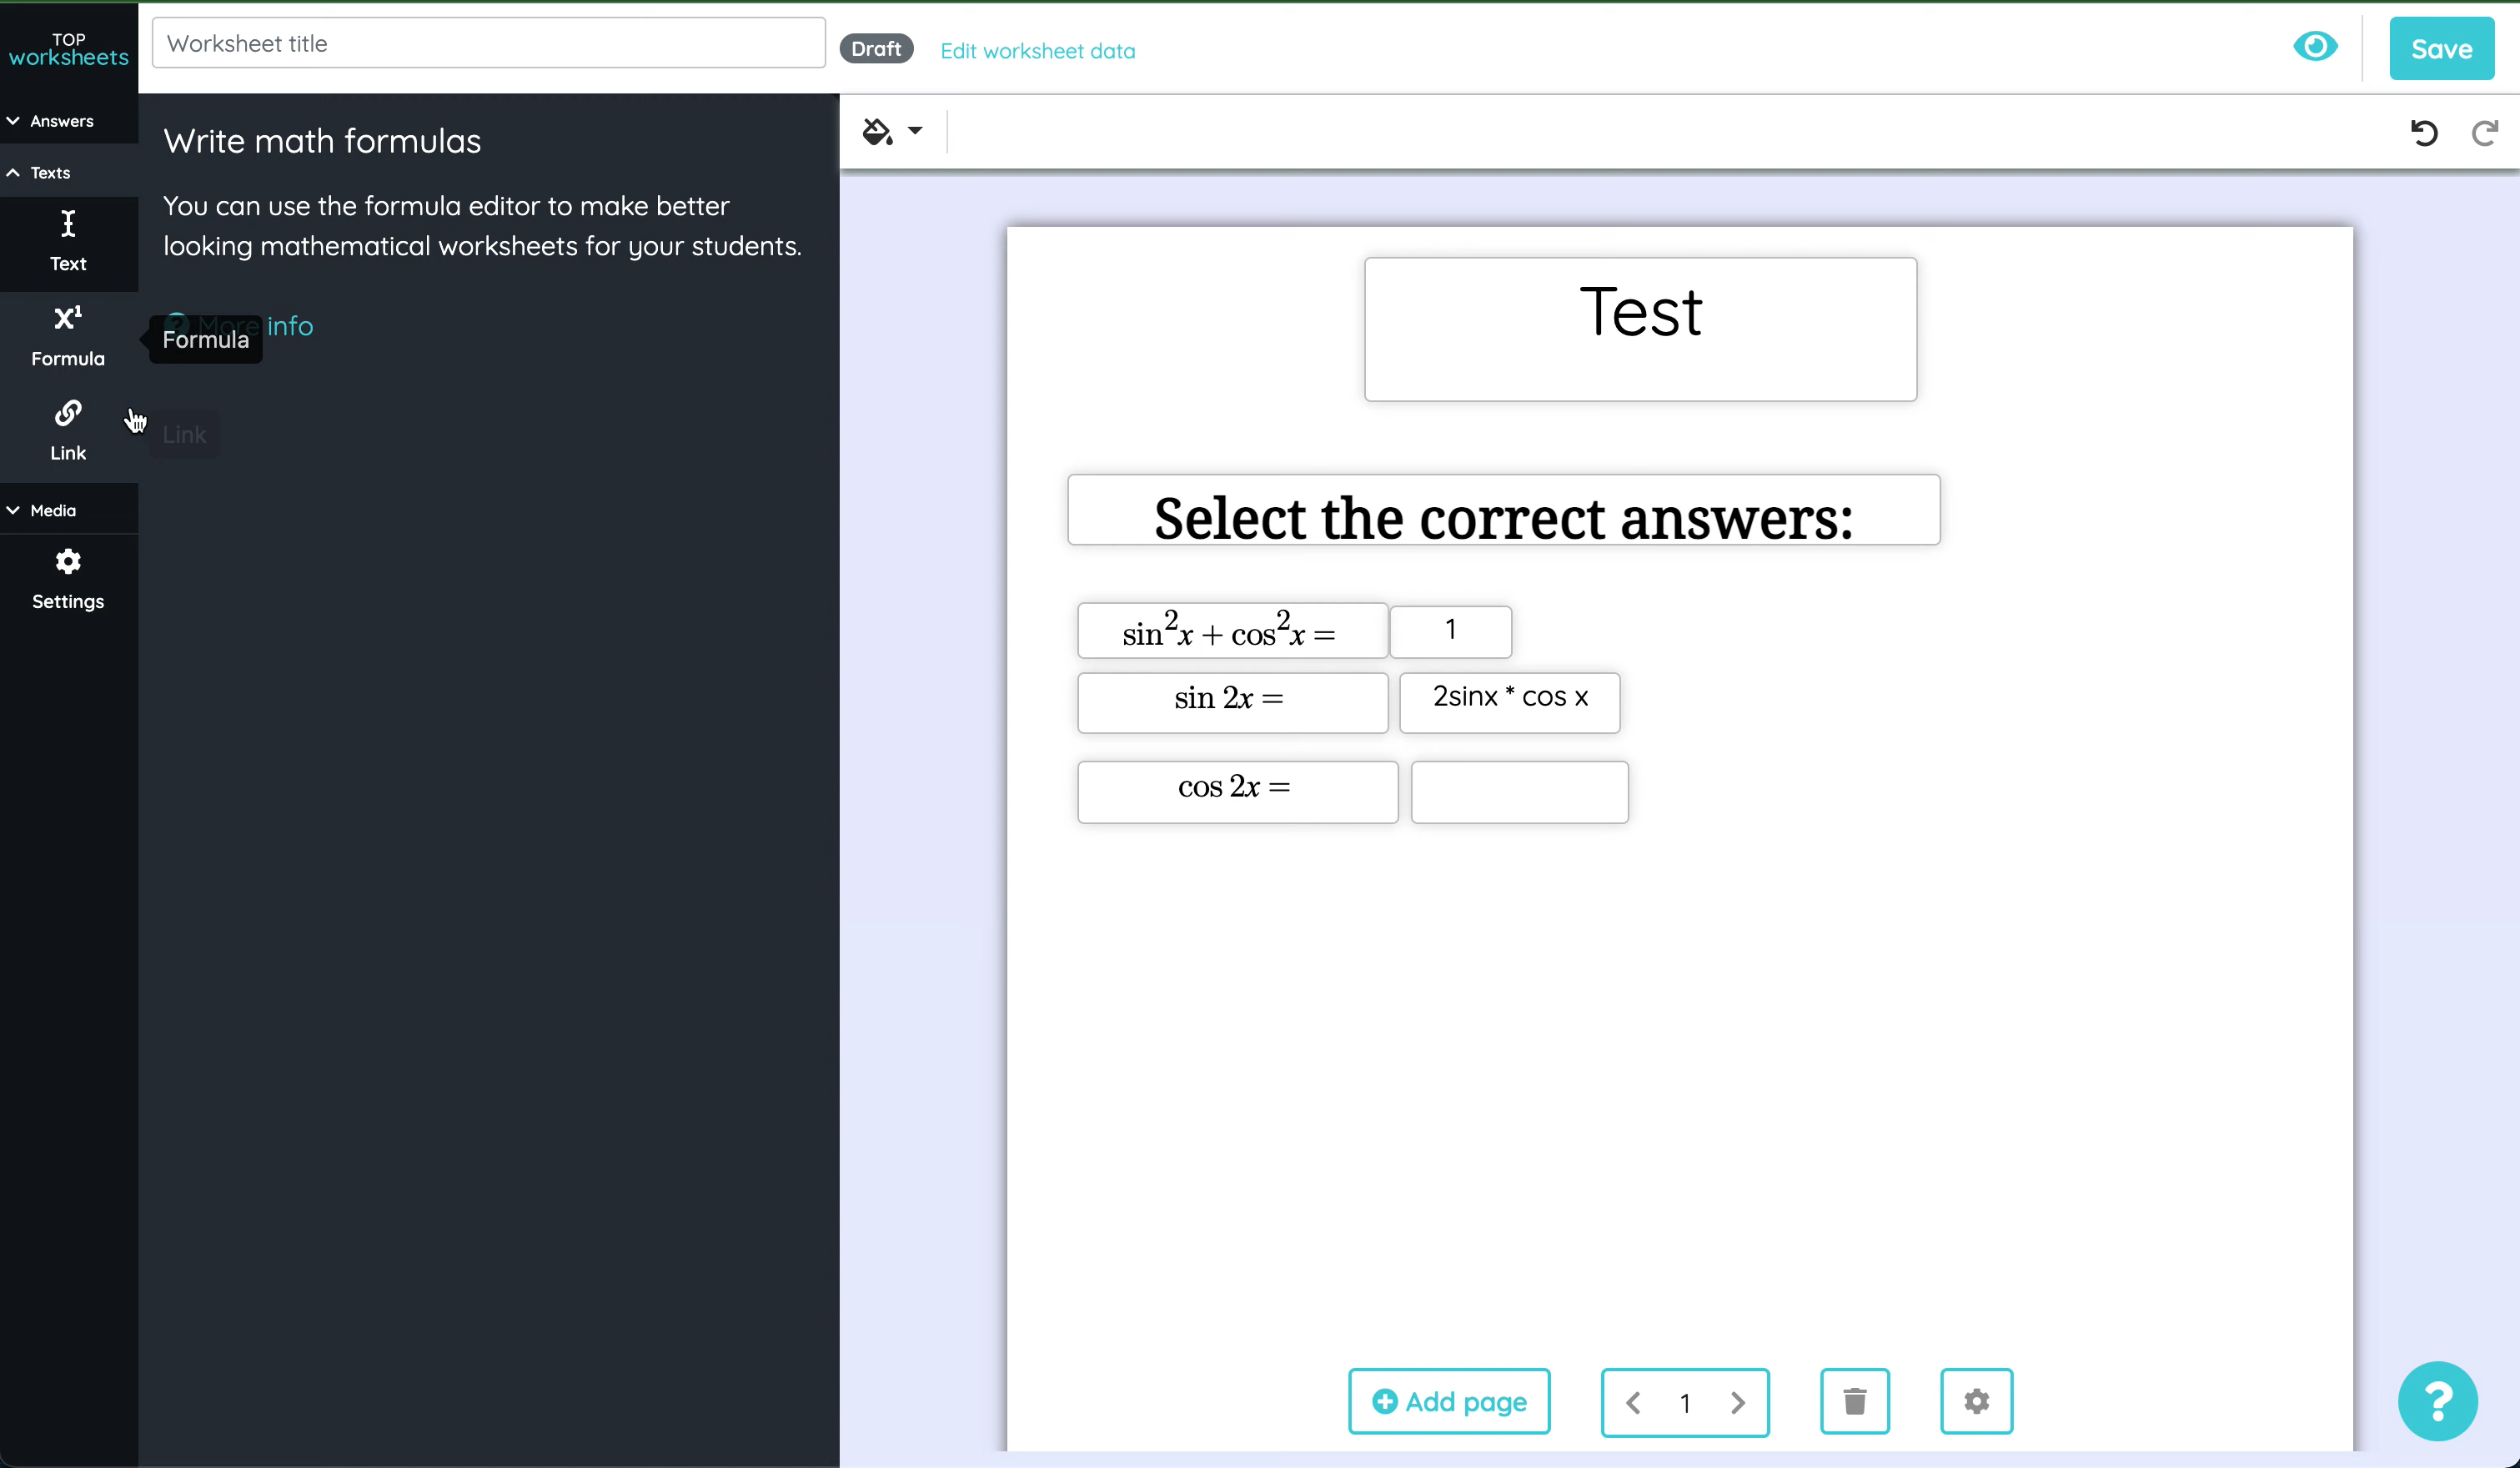 TOP
worksheets
Worksheet title
Draft
Edit worksheet data
Save
Answers
Texts
Text
Formula
Link
Media
Settings
Write math formulas
You can use the formula editor to make better
looking mathematical worksheets for your students.
More info
Formula
Link
Test
Select the correct answers:
sin²x + cos²x =
1
sin 2x =
2sinx * cos x
cos 2x =
Add page
1
?